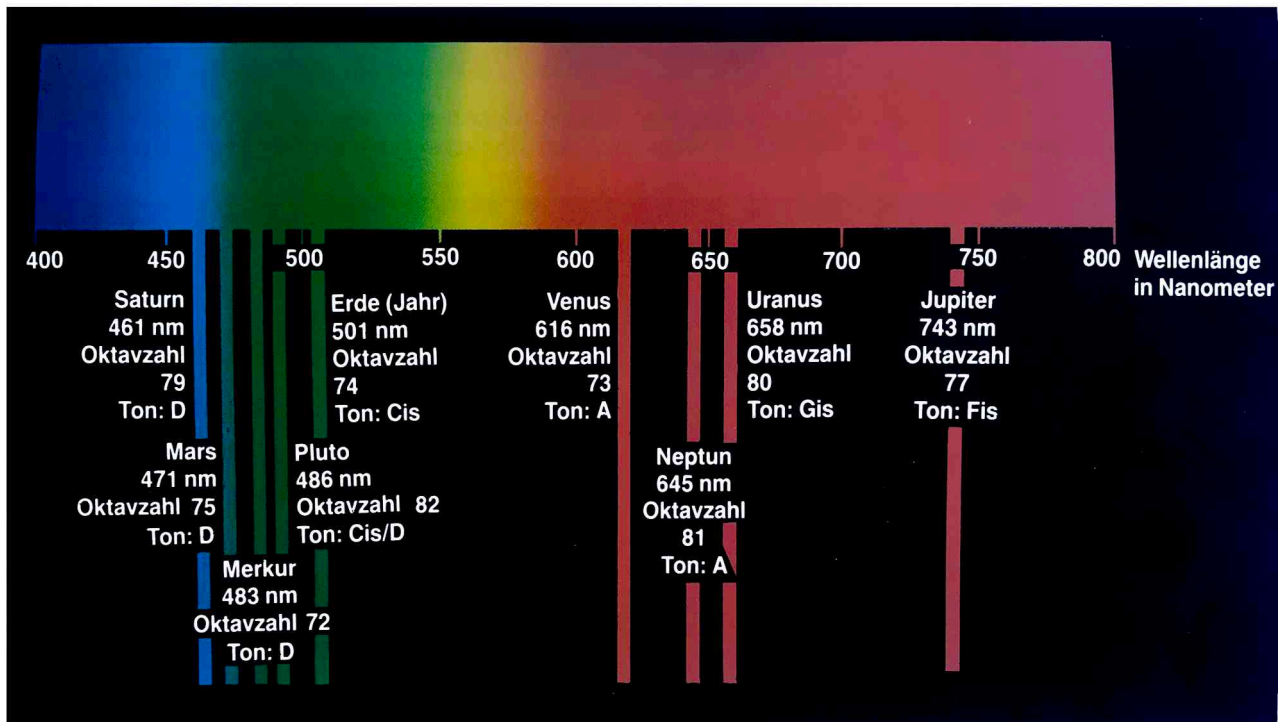 400 450 500 550 600 650 700 750 800 Wellenlänge
in Nanometer
Saturn
461 nm
Oktavzahl
79
Ton: D
Mars
471 nm
Oktavzahl 75
Ton: D
Merkur
483 nm
Oktavzahl 72
Ton: D
Pluto
486 nm
Oktavzahl 82
Ton: Cis/D
Erde (Jahr)
501 nm
Oktavzahl
74
Ton: Cis
Venus
616 nm
Oktavzahl
73
Ton: A
Neptun
645 nm
Oktavzahl
81
Ton: A
Uranus
658 nm
Oktavzahl
80
Ton: Gis
Jupiter
743 nm
Oktavzahl
77
Ton: Fis